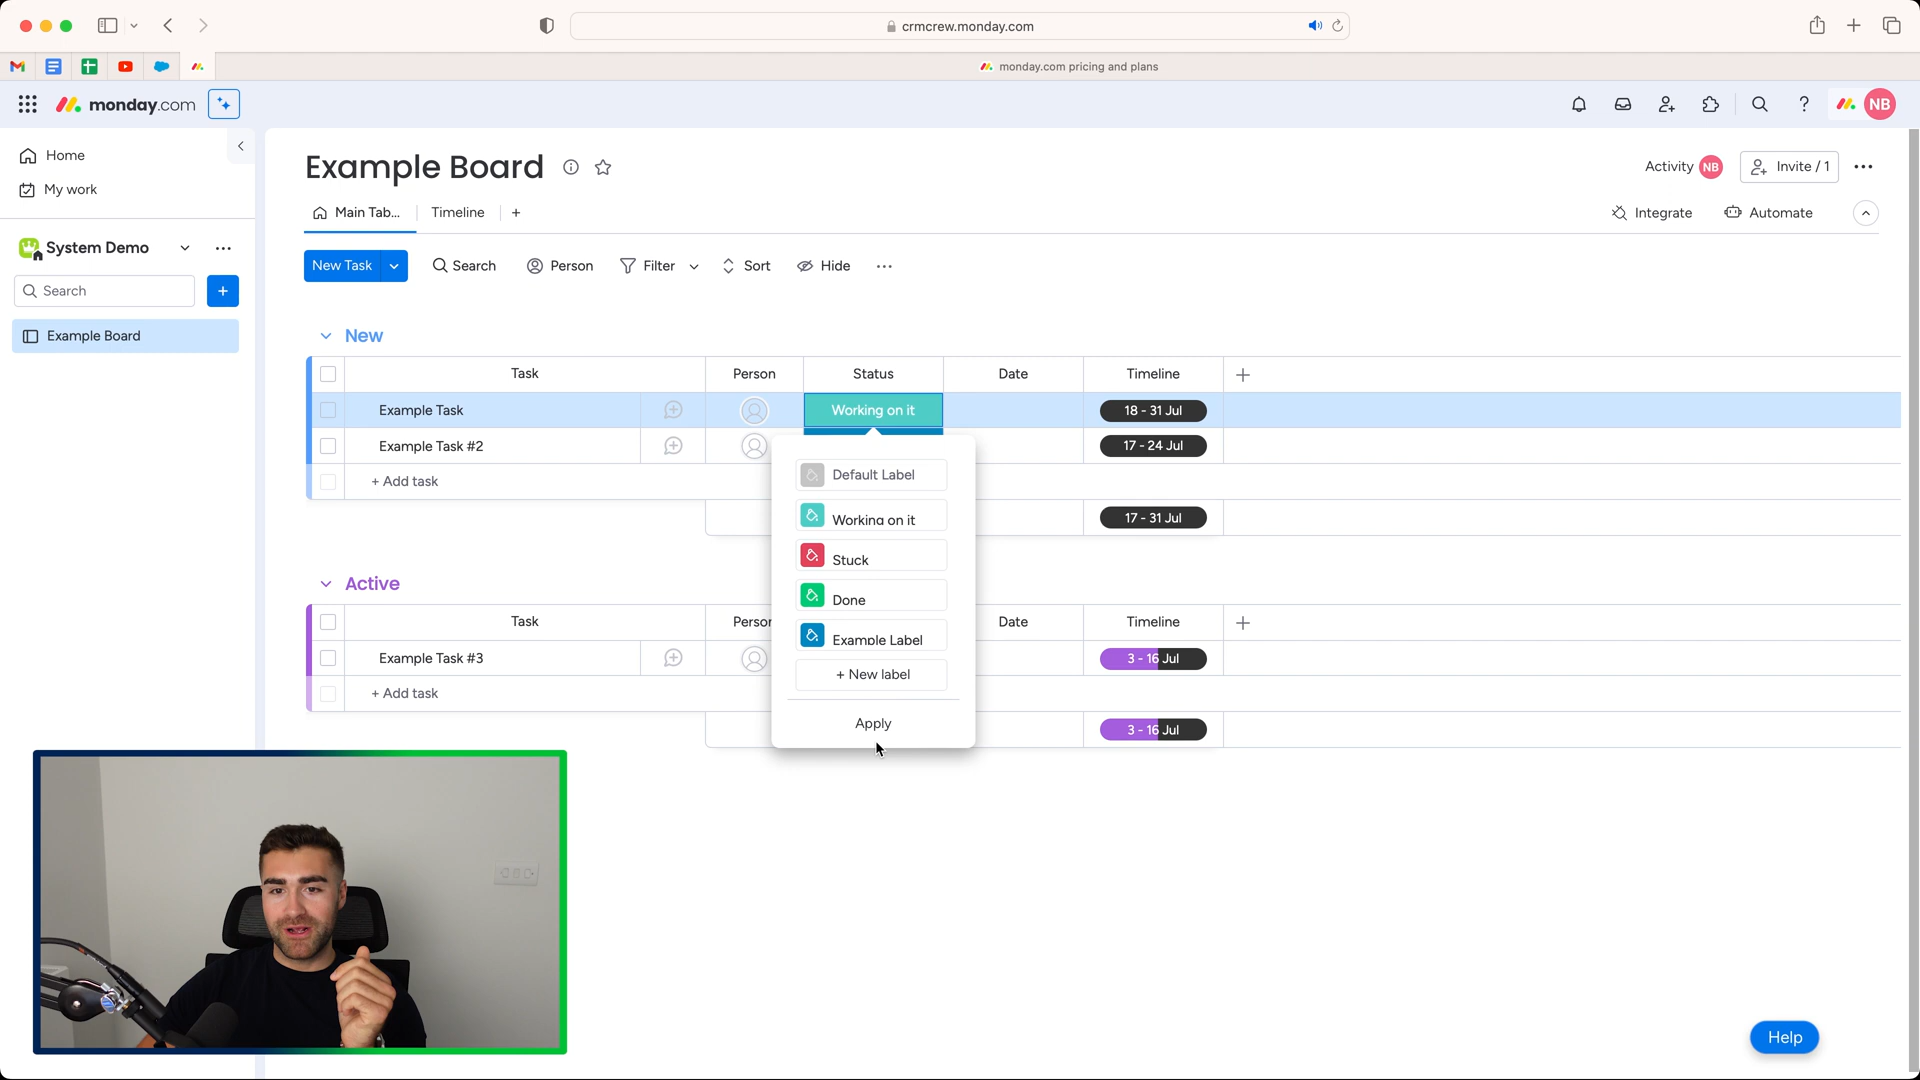 crmcrew.monday.com
monday.com pricing and plans
monday.com
NB
Home
My work
System Demo
Search
+
Example Board
Example Board
Activity NB
Invite / 1
Main Tab...
Timeline
+
Integrate
Automate
New Task
Search
Person
Filter
Sort
Hide
New
Task Person Status Date Timeline +
Example Task Working on it 18 - 31 Jul
Example Task #2 17 - 24 Jul
+ Add task
17 - 31 Jul
Default Label
Working on it
Stuck
Done
Example Label
+ New label
Apply
Active
Task Person Date Timeline +
Example Task #3 3 - 16 Jul
+ Add task
3 - 16 Jul
Help